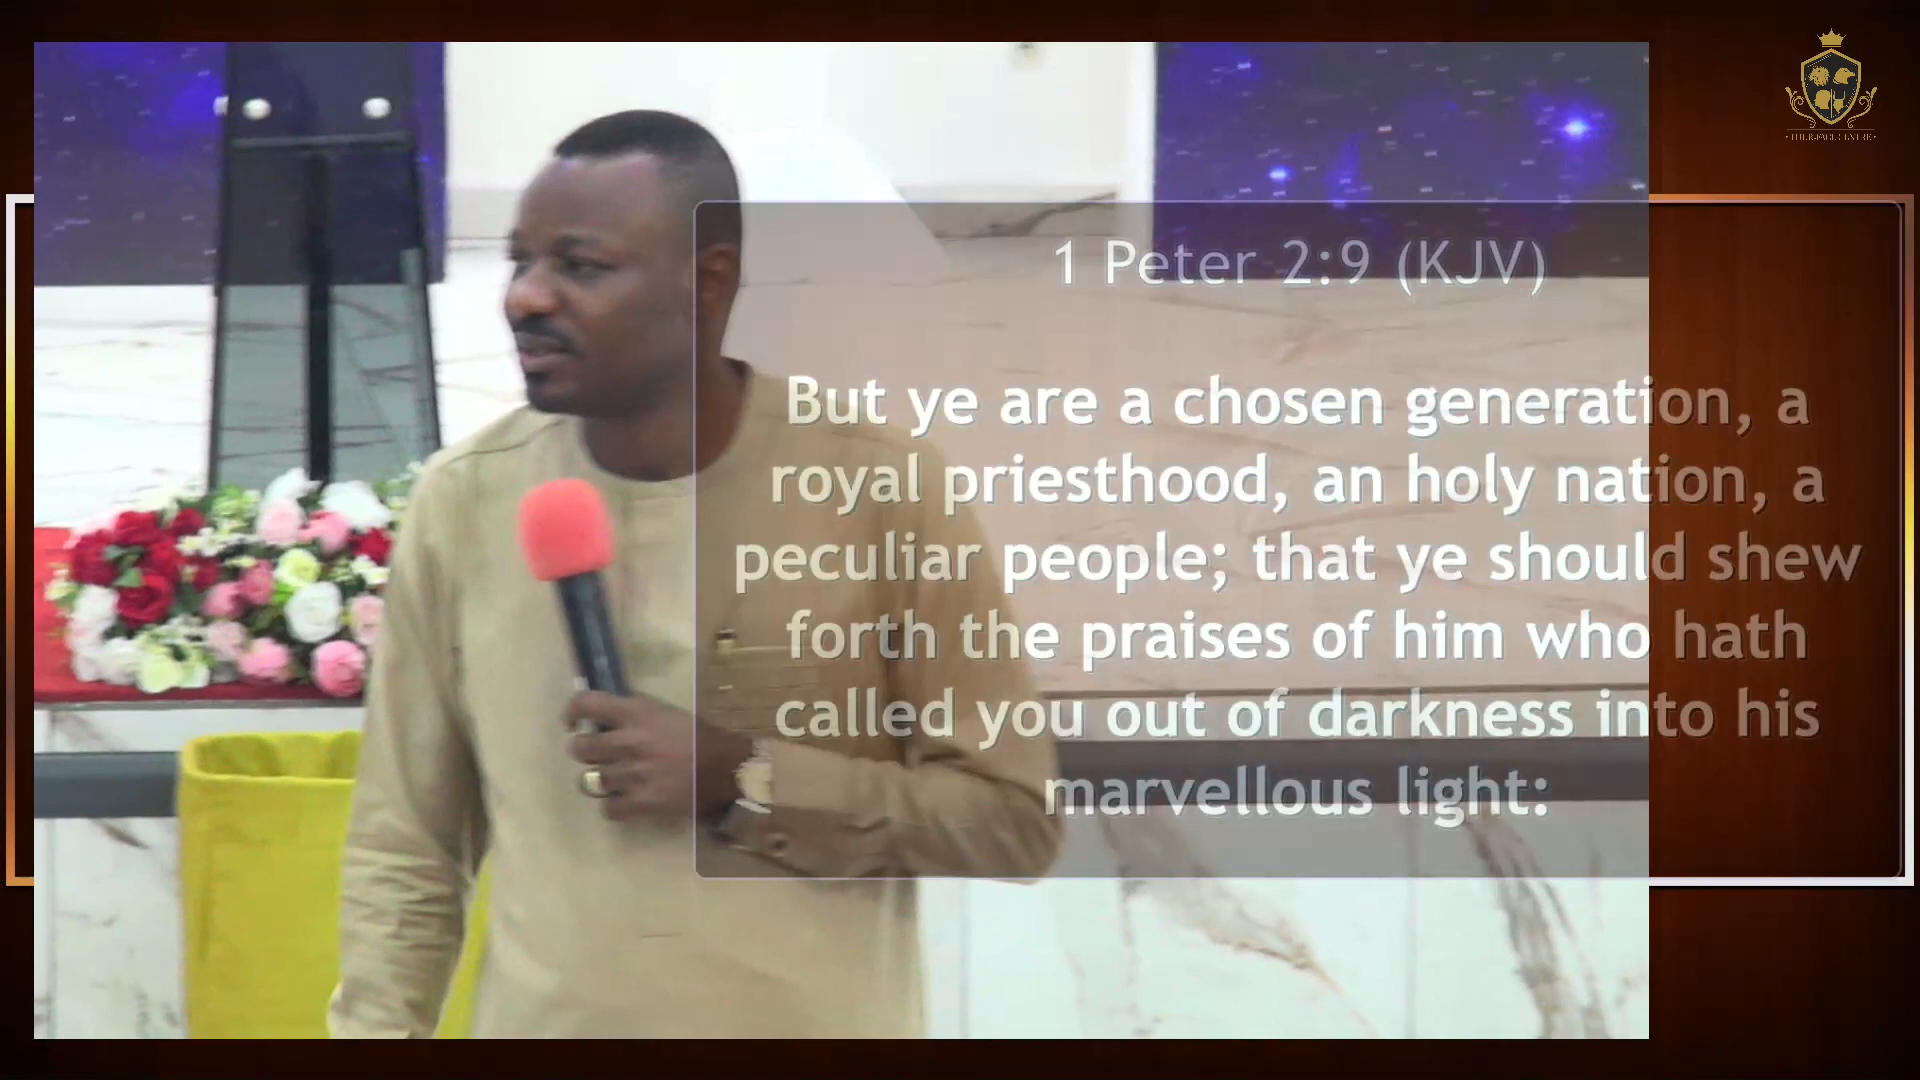 1 Peter 2:9 (KJV)
But ye are a chosen generation, a
royal priesthood, an holy nation, a
peculiar people; that ye should shew
forth the praises of him who hath
called you out of darkness into his
marvellous light: